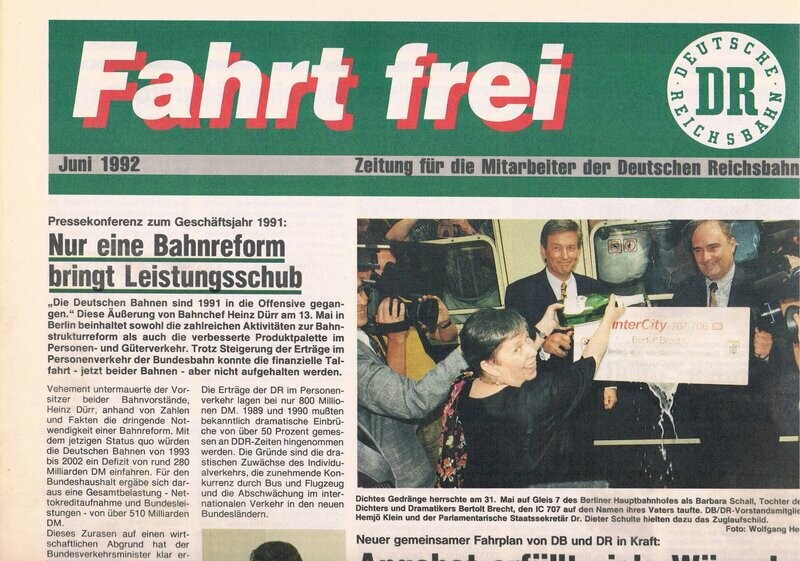 Fahrt frei
DEUTSCHE
DR
REICHSBAHN
Juni 1992
Zeitung für die Mitarbeiter der Deutschen Reichsbahn
Pressekonferenz zum Geschäftsjahr 1991:
Nur eine Bahnreform
bringt Leistungsschub
„Die Deutschen Bahnen sind 1991 in die Offensive gegan-
gen.“ Diese Äußerung von Bahnchef Heinz Dürr am 13. Mai in
Berlin beinhaltet sowohl die zahlreichen Aktivitäten zur Bahn-
strukturreform als auch die verbesserte Produktpalette im
Personen- und Güterverkehr. Trotz Steigerung der Erträge im
Personenverkehr der Bundesbahn konnte die finanzielle Tal-
fahrt - jetzt beider Bahnen - aber nicht aufgehalten werden.
Vehement untermauerte der Vor-
sitzer beider Bahnvorstände,
Heinz Dürr, anhand von Zahlen
und Fakten die dringende Not-
wendigkeit einer Bahnreform. Mit
dem jetzigen Status quo würden
die Deutschen Bahnen von 1993
bis 2002 ein Defizit von rund 280
Milliarden DM einfahren. Für den
Bundeshaushalt ergäbe sich dar-
aus eine Gesamtbelastung - Net-
tokreditaufnahme und Bundeslei-
stungen - von über 510 Milliarden
DM.
Dieses Zurasen auf einen wirt-
schaftlichen Abgrund hat der
Bundesverkehrsminister klar er-
Die Erträge der DR im Personen-
verkehr lagen bei nur 800 Millio-
nen DM. 1989 und 1990 mußten
bekanntlich dramatische Einbrü-
che von über 50 Prozent gemes-
sen an DDR-Zeiten hingenommen
werden. Die Gründe sind die dra-
stischen Zuwächse des Individu-
alverkehrs, die zunehmende Kon-
kurrenz durch Bus und Flugzeug
und die Abschwächung im inter-
nationalen Verkehr in den neuen
Bundesländern.
InterCity 707/706
Bertolt Brecht
Dichtes Gedränge herrschte am 31. Mai auf Gleis 7 des Berliner Hauptbahnhofes als Barbara Schall, Tochter de
Dichters und Dramatikers Bertolt Brecht, den IC 707 auf den Namen ihres Vaters taufte. DB/DR-Vorstandsmitglie
Hemjö Klein und der Parlamentarische Staatssekretär Dr. Dieter Schulte hielten dazu das Zuglaufschild.
Foto: Wolfgang He
Neuer gemeinsamer Fahrplan von DB und DR in Kraft: